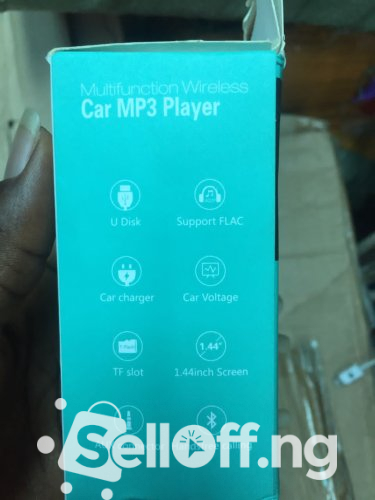 Multifunction Wireless
Car MP3 Player
U Disk
Support FLAC
Car charger
Car Voltage
TF slot
1.44"
1.44inch Screen
SellOff.ng